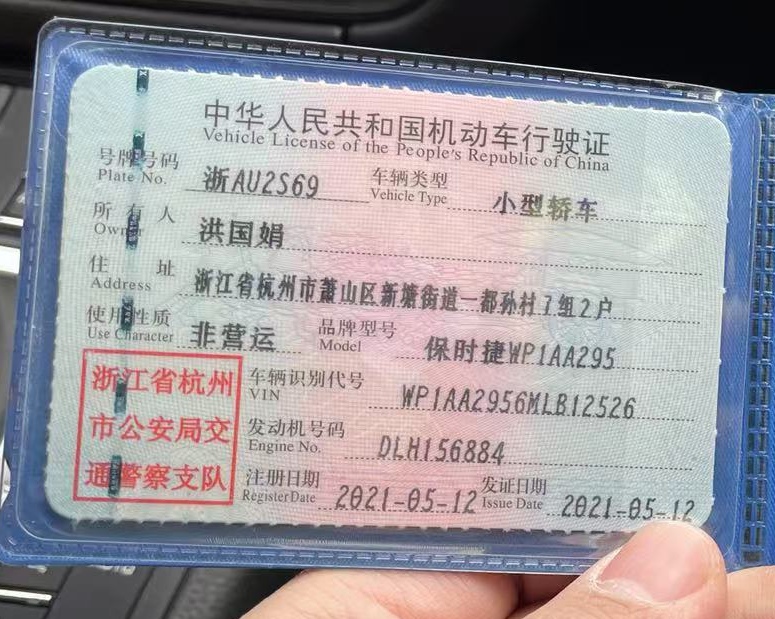 中华人民共和国机动车行驶证
Vehicle License of the People's Republic of China
号牌号码 浙AU2S69 车辆类型 小型轿车
Plate No. Vehicle Type
所有人 洪国娟
Owner
住址 浙江省杭州市萧山区新塘街道一都孙村7组2户
Address
使用性质 非营运 品牌型号 保时捷WP1AA295
Use Character Model
浙江省杭州 车辆识别代号 WP1AA2956MLB12526
VIN
市公安局交 发动机号码 DLH156884
Engine No.
通警察支队 注册日期 2021-05-12 发证日期 2021-05-12
Register Date Issue Date